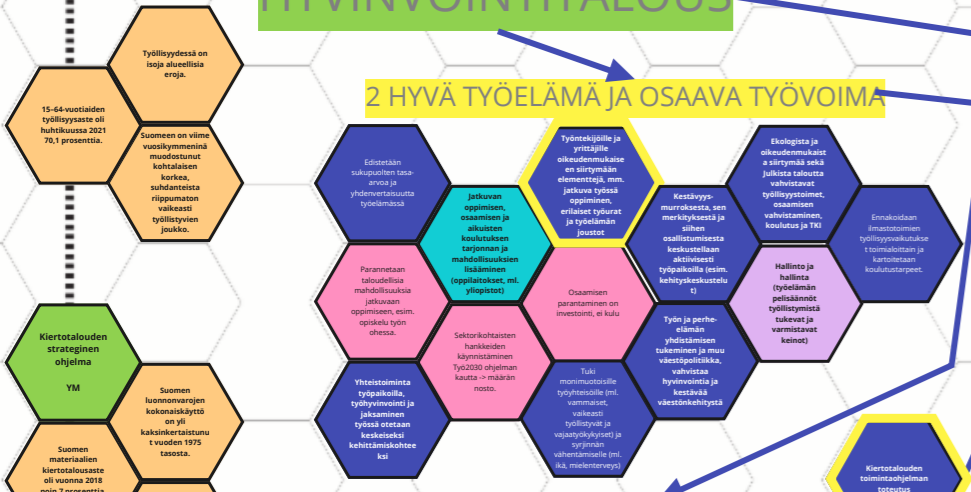 HYVINVOINTITALOUS
2 HYVÄ TYÖELÄMÄ JA OSAAVA TYÖVOIMA
Työllisyydessä on
isoja alueellisia
eroja.
15–64-vuotiaiden
työllisyysaste oli
huhtikuussa 2021
70,1 prosenttia.
Suomeen on viime
vuosikymmeninä
muodostunut
kohtalaisen
korkea,
suhdanteista
riippumaton
vaikeasti
työllistyvien
joukko.
Kiertotalouden
strateginen
ohjelma
YM
Suomen
luonnonvarojen
kokonaiskäyttö
on yli
kaksinkertaistunu
t vuoden 1975
tasosta.
Suomen
materiaalien
kiertotalousaste
oli vuonna 2018
noin 7 prosenttia
Edistetään
sukupuolten tasa-
arvoa ja
yhdenvertaisuutta
työelämässä
Parannetaan
taloudellisia
mahdollisuuksia
jatkuvaan
oppimiseen, esim.
opiskelu työn
ohessa.
Yhteistoiminta
työpaikoilla,
työhyvinvointi ja
jaksaminen
työssä otetaan
keskeiseksi
kehittämiskohtee
ksi
Jatkuvan
oppimisen,
osaamisen ja
aikuisten
koulutuksen
tarjonnan ja
mahdollisuuksien
lisääminen
(oppilaitokset, ml.
yliopistot)
Sektorikohtaisten
hankkeiden
käynnistäminen
Työ2030 ohjelman
kautta -> määrän
nosto.
Työntekijöille ja
yrittäjille
oikeudenmukaise
en siirtymään
elementtejä, mm.
jatkuva työssä
oppiminen,
erilaiset työurat
ja työelämän
joustot
Osaamisen
parantaminen on
investointi, ei kulu
Tuki
monimuotoisille
työyhteisöille (ml.
vammaiset,
vaikeasti
työllistyvät ja
vajaatyökykyiset) ja
syrjinnän
vähentämiselle (ml.
ikä, mielenterveys)
Kestävyys-
murroksesta, sen
merkityksestä ja
siihen
osallistumisesta
keskustellaan
aktiivisesti
työpaikoilla (esim.
kehityskeskustelu
t)
Työn ja perhe-
elämän
yhdistämisen
tukeminen ja muu
väestöpolitiikka,
vahvistaa
hyvinvointia ja
kestävää
väestönkehitystä
Ekologista ja
oikeudenmukaist
a siirtymää sekä
Julkista taloutta
vahvistavat
työllisyystoimet,
osaamisen
vahvistaminen,
koulutus ja TKI
Hallinto ja
hallinta
(työelämän
pelisäännöt
työllistymistä
tukevat ja
varmistavat
keinot)
Ennakoidaan
ilmastotoimien
työllisyysvaikutukse
t toimialoittain ja
kartoitetaan
koulutustarpeet.
Kiertotalouden
toimintaohjelman
toteutus